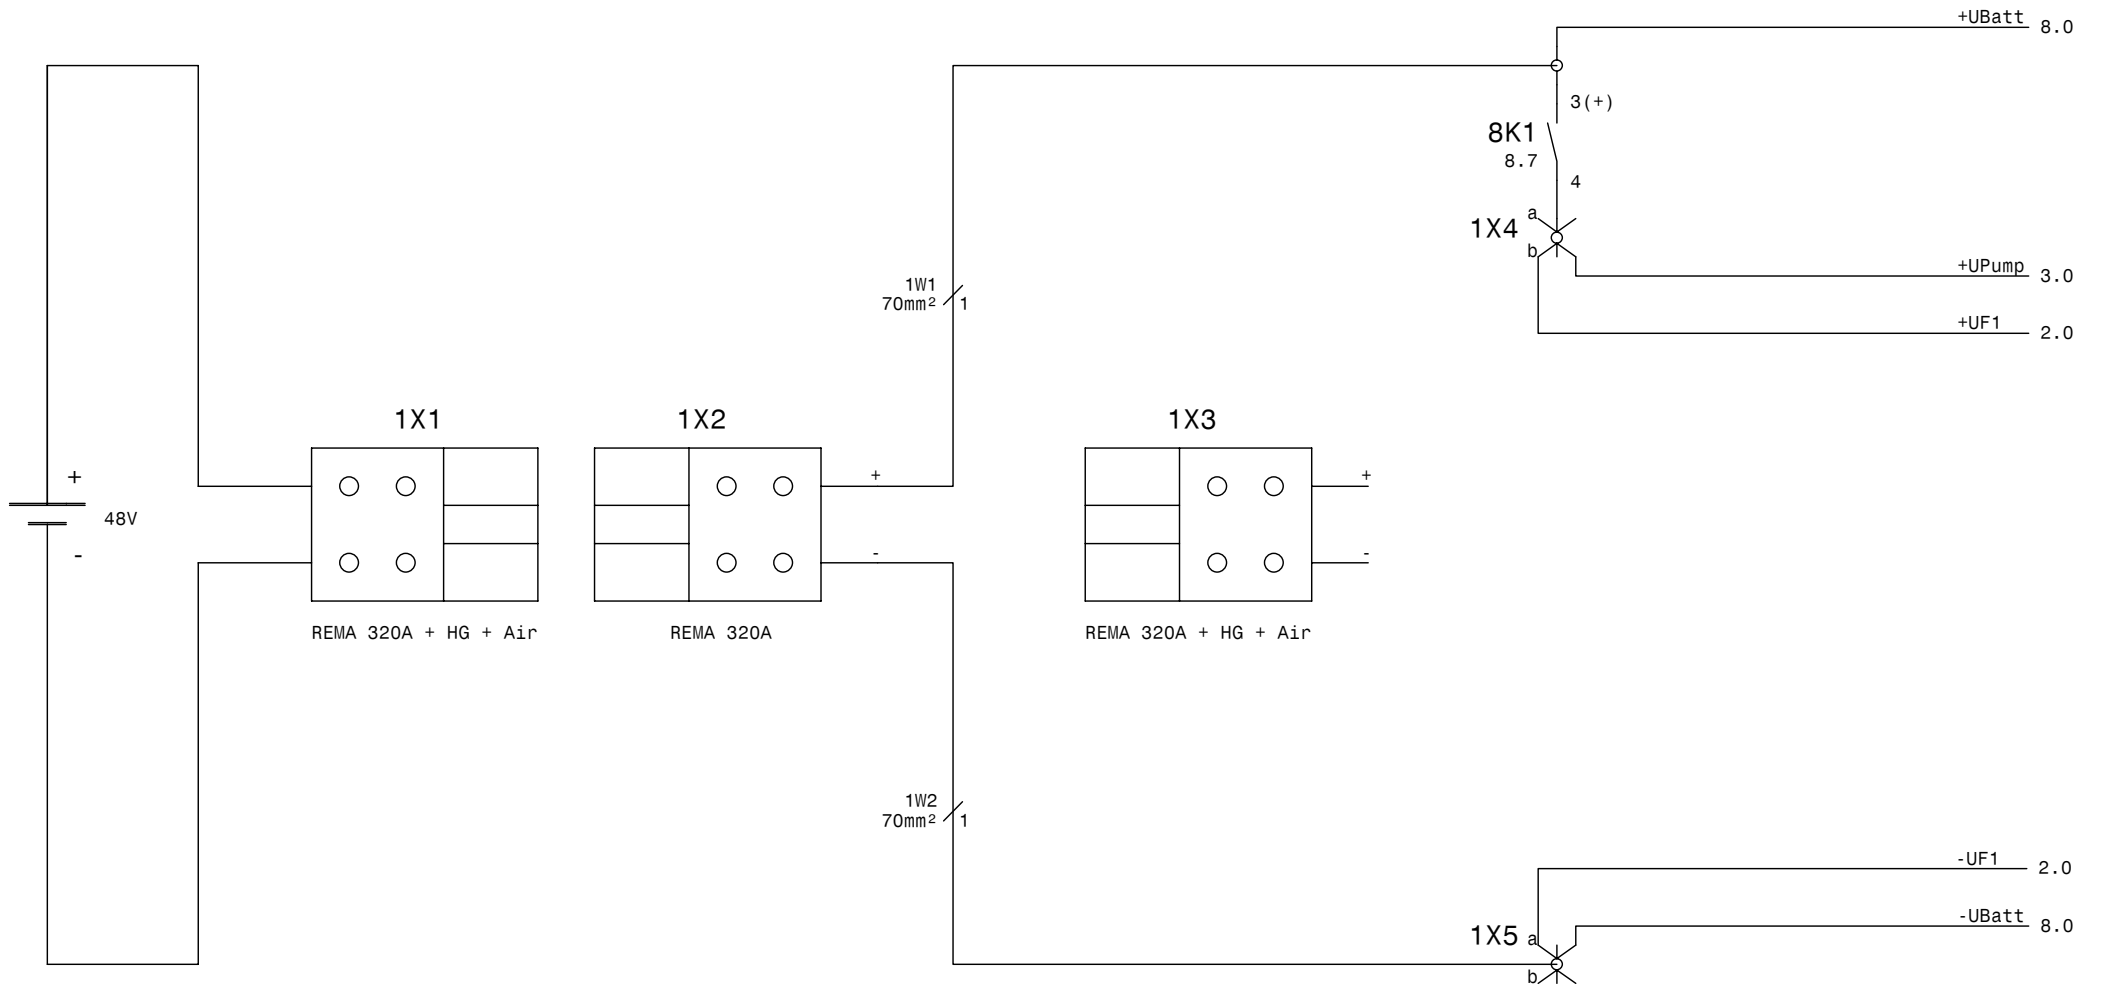 +UBatt 8.0
3(+)
8K1
8.7
4
a
1X4
b
+UPump 3.0
1W1
70mm² 1
+UF1 2.0
1X1 1X2 1X3
+ + +
48V
- - -
REMA 320A + HG + Air REMA 320A REMA 320A + HG + Air
1W2
70mm² 1
-UF1 2.0
-UBatt 8.0
1X5 a
b